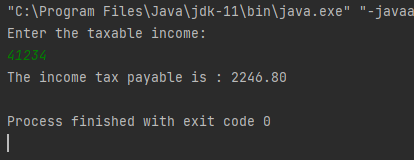 "C:\Program Files\Java\jdk-11\bin\java.exe" "-javaa
Enter the taxable income:
41234
The income tax payable is : 2246.80
Process finished with exit code 0